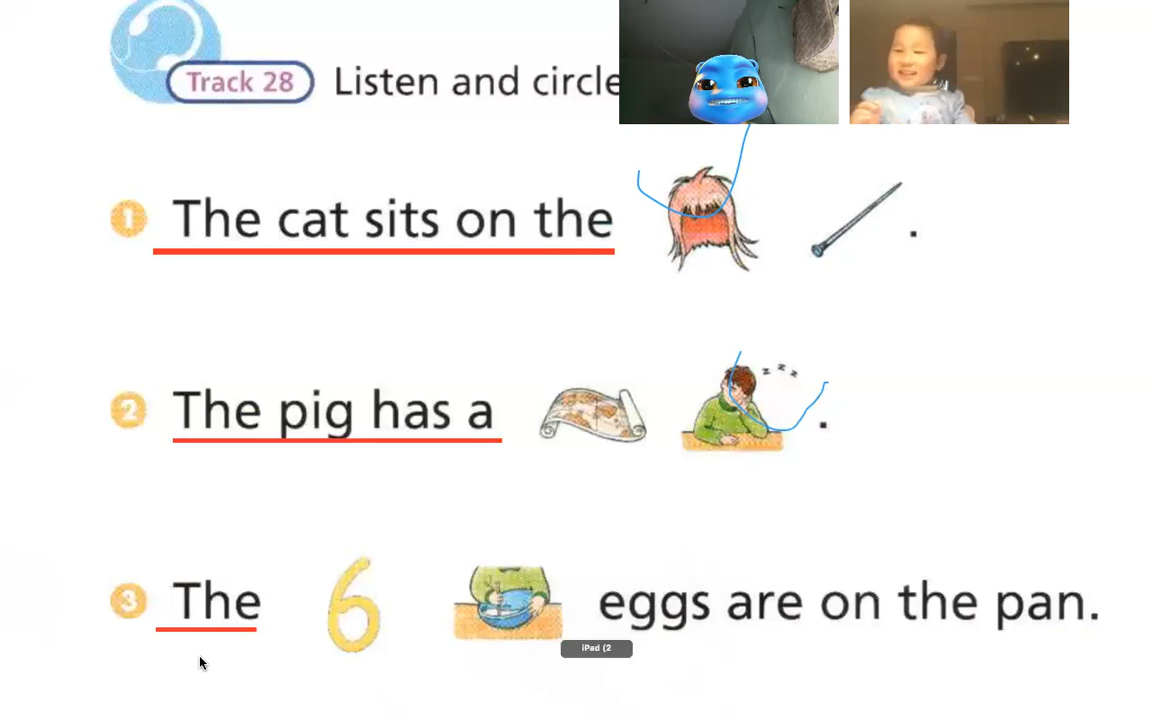 Track 28 Listen and circle
1 The cat sits on the .
z z z
2 The pig has a .
3 The 6 eggs are on the pan.
iPad (2